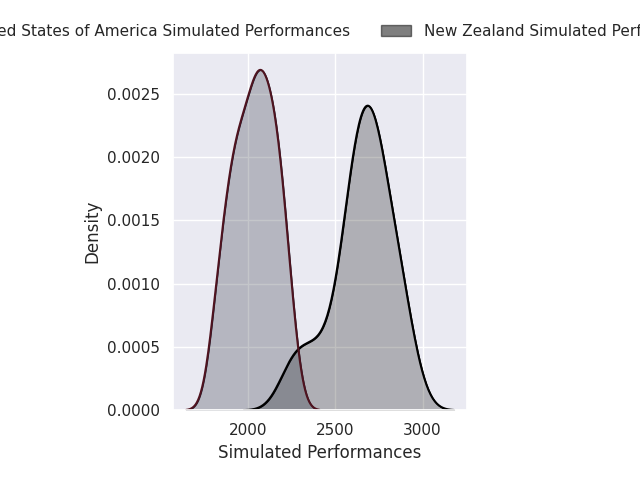 ed States of America Simulated Performances New Zealand Simulated Perf
0.0025
0.0020
0.0015
0.0010
0.0005
0.0000
Density
2000 2500 3000
Simulated Performances